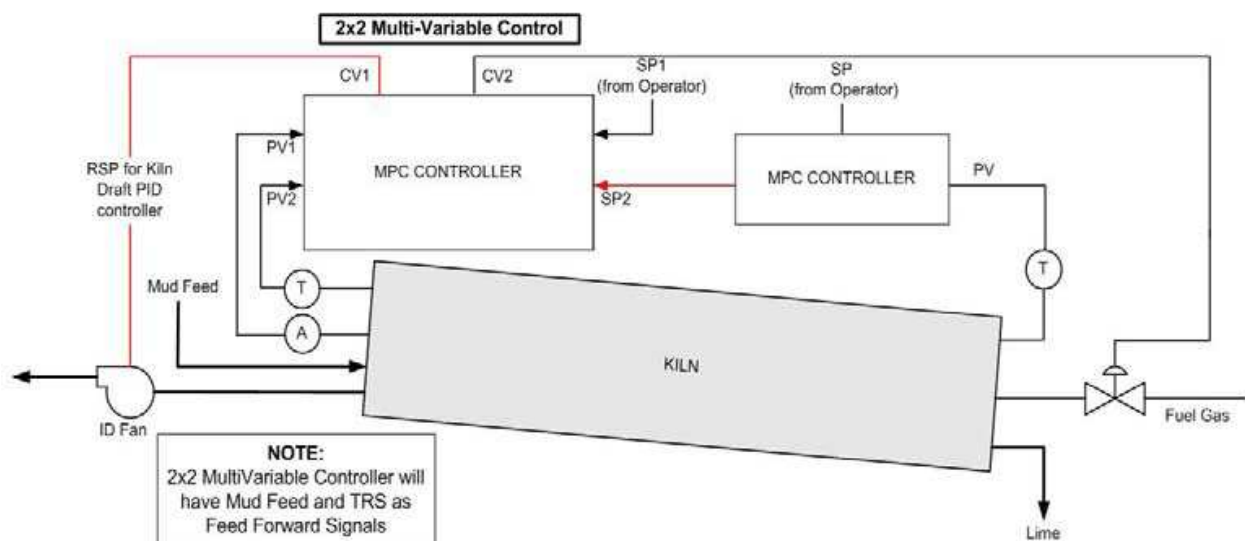 2x2 Multi-Variable Control
CV1
CV2
SP1
(from Operator)
SP
(from Operator)
PV1
MPC CONTROLLER
PV2
SP2
MPC CONTROLLER
PV
RSP for Kiln
Draft PID
controller
Mud Feed
T
A
T
KILN
ID Fan
Fuel Gas
NOTE:
2x2 MultiVariable Controller will
have Mud Feed and TRS as
Feed Forward Signals
Lime